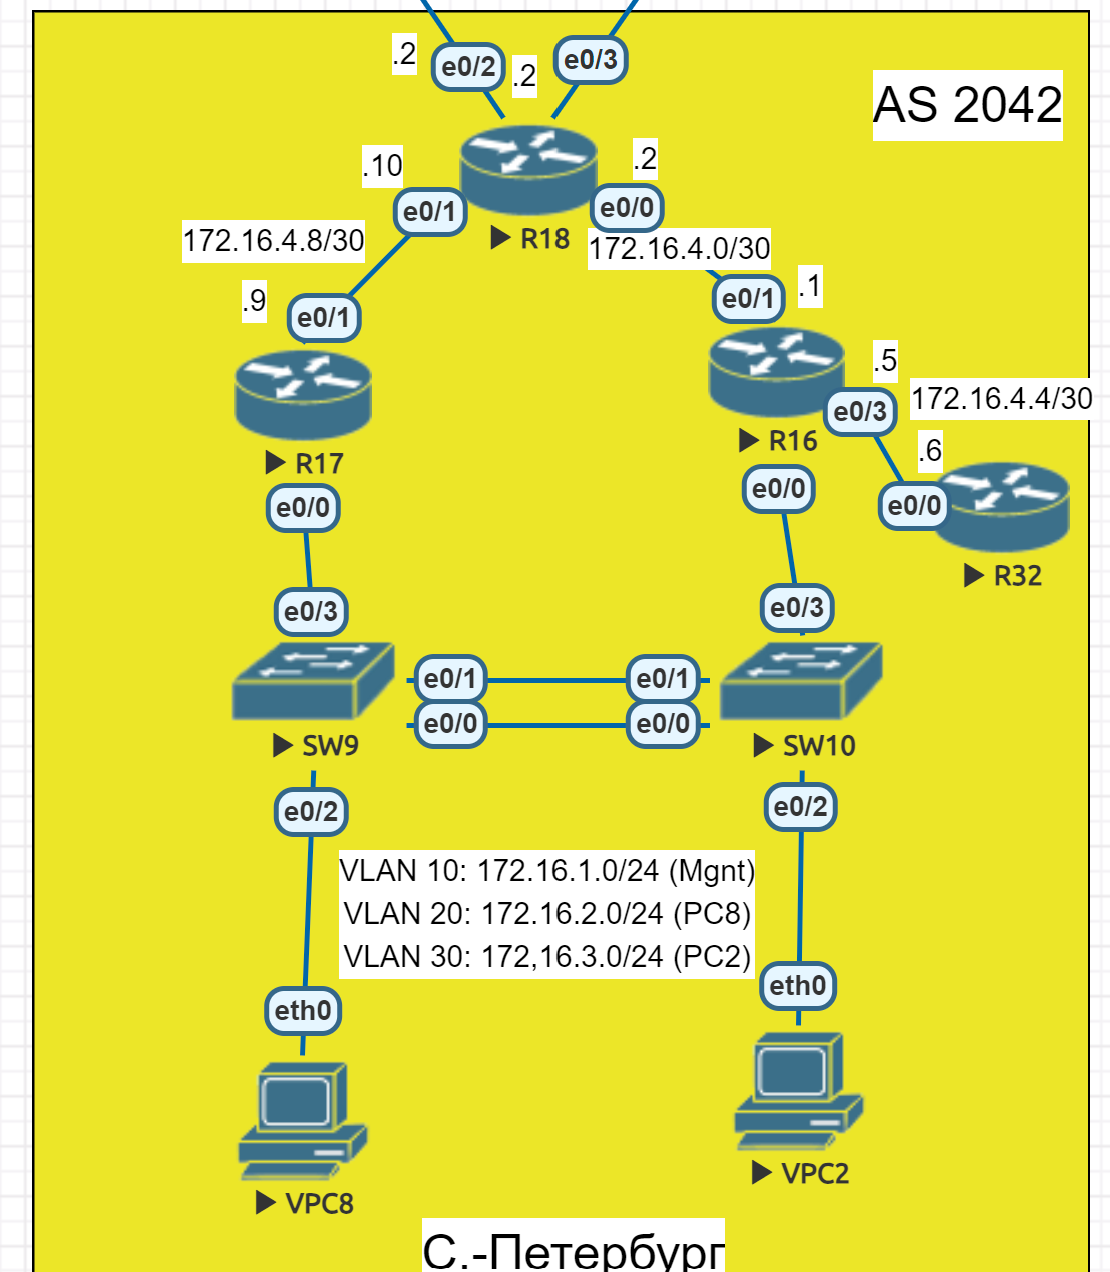 .2
e0/2
.2
e0/3
AS 2042
.10
e0/1
.2
e0/0
R18
172.16.4.8/30
172.16.4.0/30
.9
e0/1
e0/1
.1
R17
R16
.5
e0/3
172.16.4.4/30
.6
e0/0
R32
e0/0
e0/0
e0/3
e0/3
e0/1
e0/1
e0/0
e0/0
SW9
SW10
e0/2
e0/2
VLAN 10: 172.16.1.0/24 (Mgnt)
VLAN 20: 172.16.2.0/24 (PC8)
VLAN 30: 172,16.3.0/24 (PC2)
eth0
eth0
VPC8
VPC2
С.-Петербург